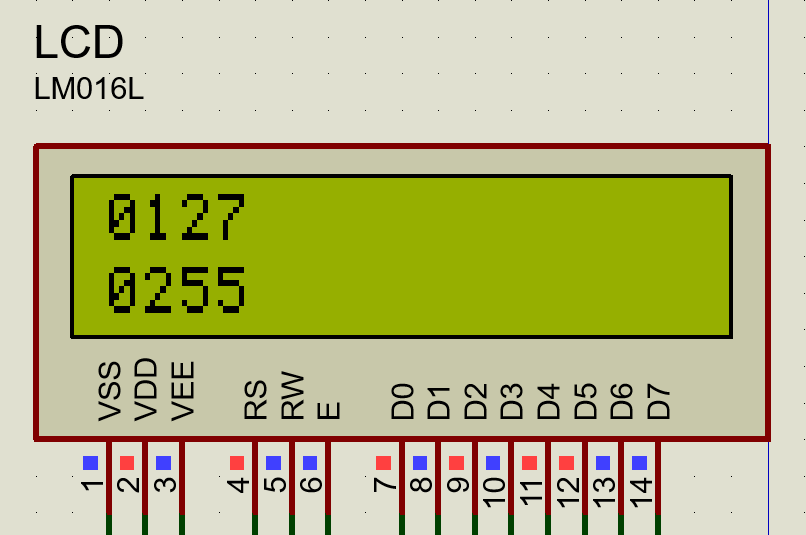 LCD
LM016L
0127
0255
VSS VDD VEE RS RW E D0 D1 D2 D3 D4 D5 D6 D7
1 2 3 4 5 6 7 8 9 10 11 12 13 14